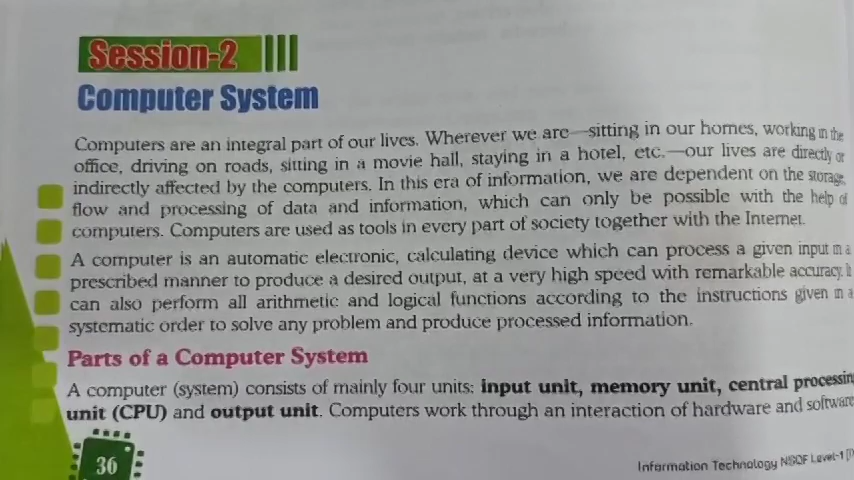 Session-2
Computer System
Computers are an integral part of our lives. Wherever we are—sitting in our homes, working in the
office, driving on roads, sitting in a movie hall, staying in a hotel, etc.—our lives are directly or
indirectly affected by the computers. In this era of information, we are dependent on the storage,
flow and processing of data and information, which can only be possible with the help of
computers. Computers are used as tools in every part of society together with the Internet.
A computer is an automatic electronic, calculating device which can process a given input in a
prescribed manner to produce a desired output, at a very high speed with remarkable accuracy. It
can also perform all arithmetic and logical functions according to the instructions given in a
systematic order to solve any problem and produce processed information.
Parts of a Computer System
A computer (system) consists of mainly four units: input unit, memory unit, central processing
unit (CPU) and output unit. Computers work through an interaction of hardware and software
36
Information Technology NSQF Level-1